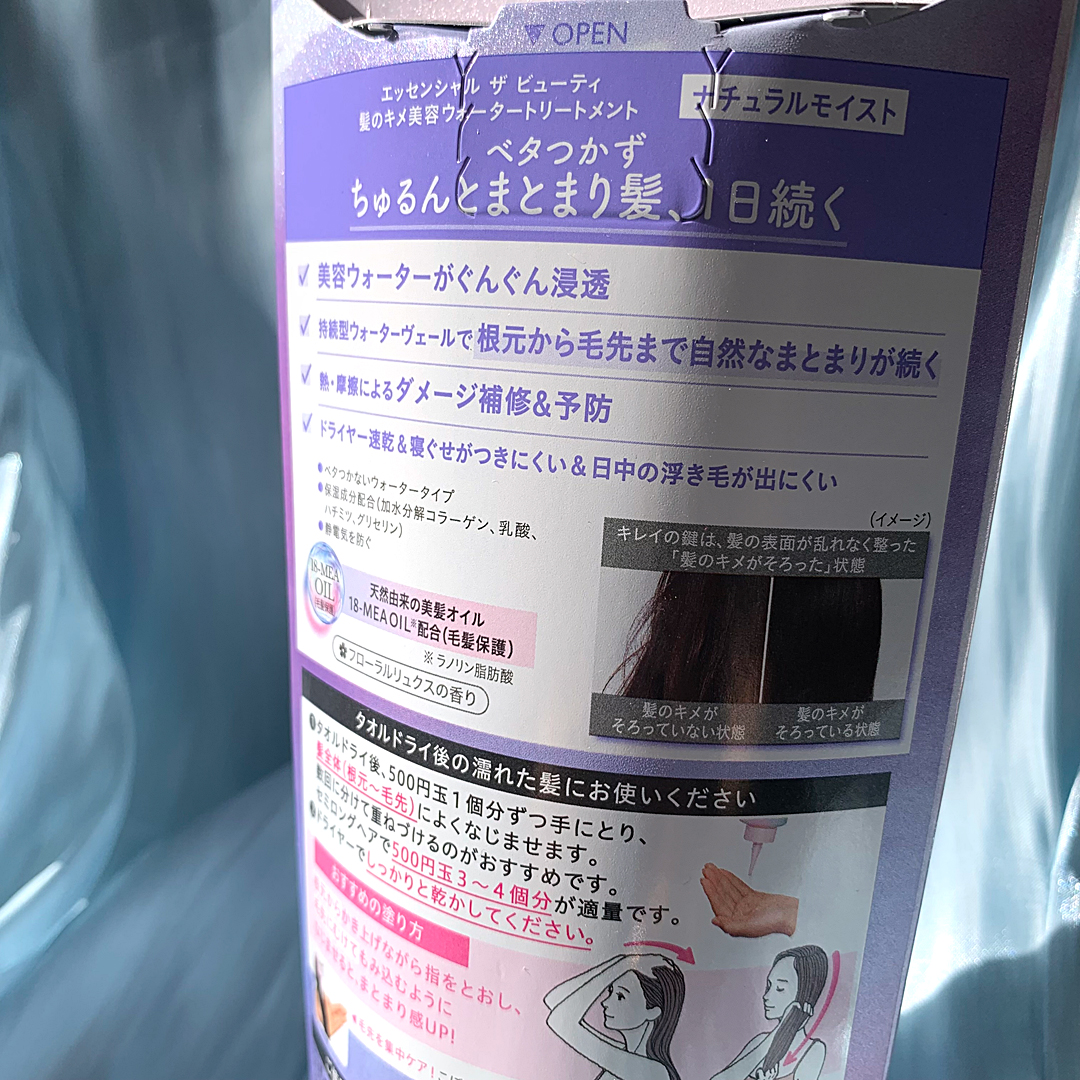 OPEN
エッセンシャル ザ ビューティ
髪のキメ美容ウォータートリートメント
ナチュラルモイスト
ベタつかず
ちゅるんとまとまり髪、1日続く
美容ウォーターがぐんぐん浸透
持続型ウォーターヴェールで根元から毛先まで自然なまとまりが続く
熱・摩擦によるダメージ補修&予防
ドライヤー速乾&寝ぐせがつきにくい&日中の浮き毛が出にくい
●ベタつかないウォータータイプ
●保湿成分配合(加水分解コラーゲン、乳酸、
ハチミツ、グリセリン)
●静電気を防ぐ
(イメージ)
キレイの鍵は、髪の表面が乱れなく整った
「髪のキメがそろった」状態
18-MEA
OIL
天然由来の美髪オイル
18-MEA OIL※配合(毛髪保護)
※ ラノリン脂肪酸
フローラルリュクスの香り
髪のキメが
そろっていない状態
髪のキメが
そろっている状態
タオルドライ後の濡れた髪にお使いください
❶タオルドライ後、500円玉1個分ずつ手にとり、
髪全体(根元〜毛先)によくなじませます。
数回に分けて重ねづけるのがおすすめです。
セミロングヘアで500円玉3〜4個分が適量です。
❷ドライヤーでしっかりと乾かしてください。
おすすめの塗り方
かき上げながら指をとおし、
もみ込むように
まとまり感UP!
▼毛先を集中ケア!